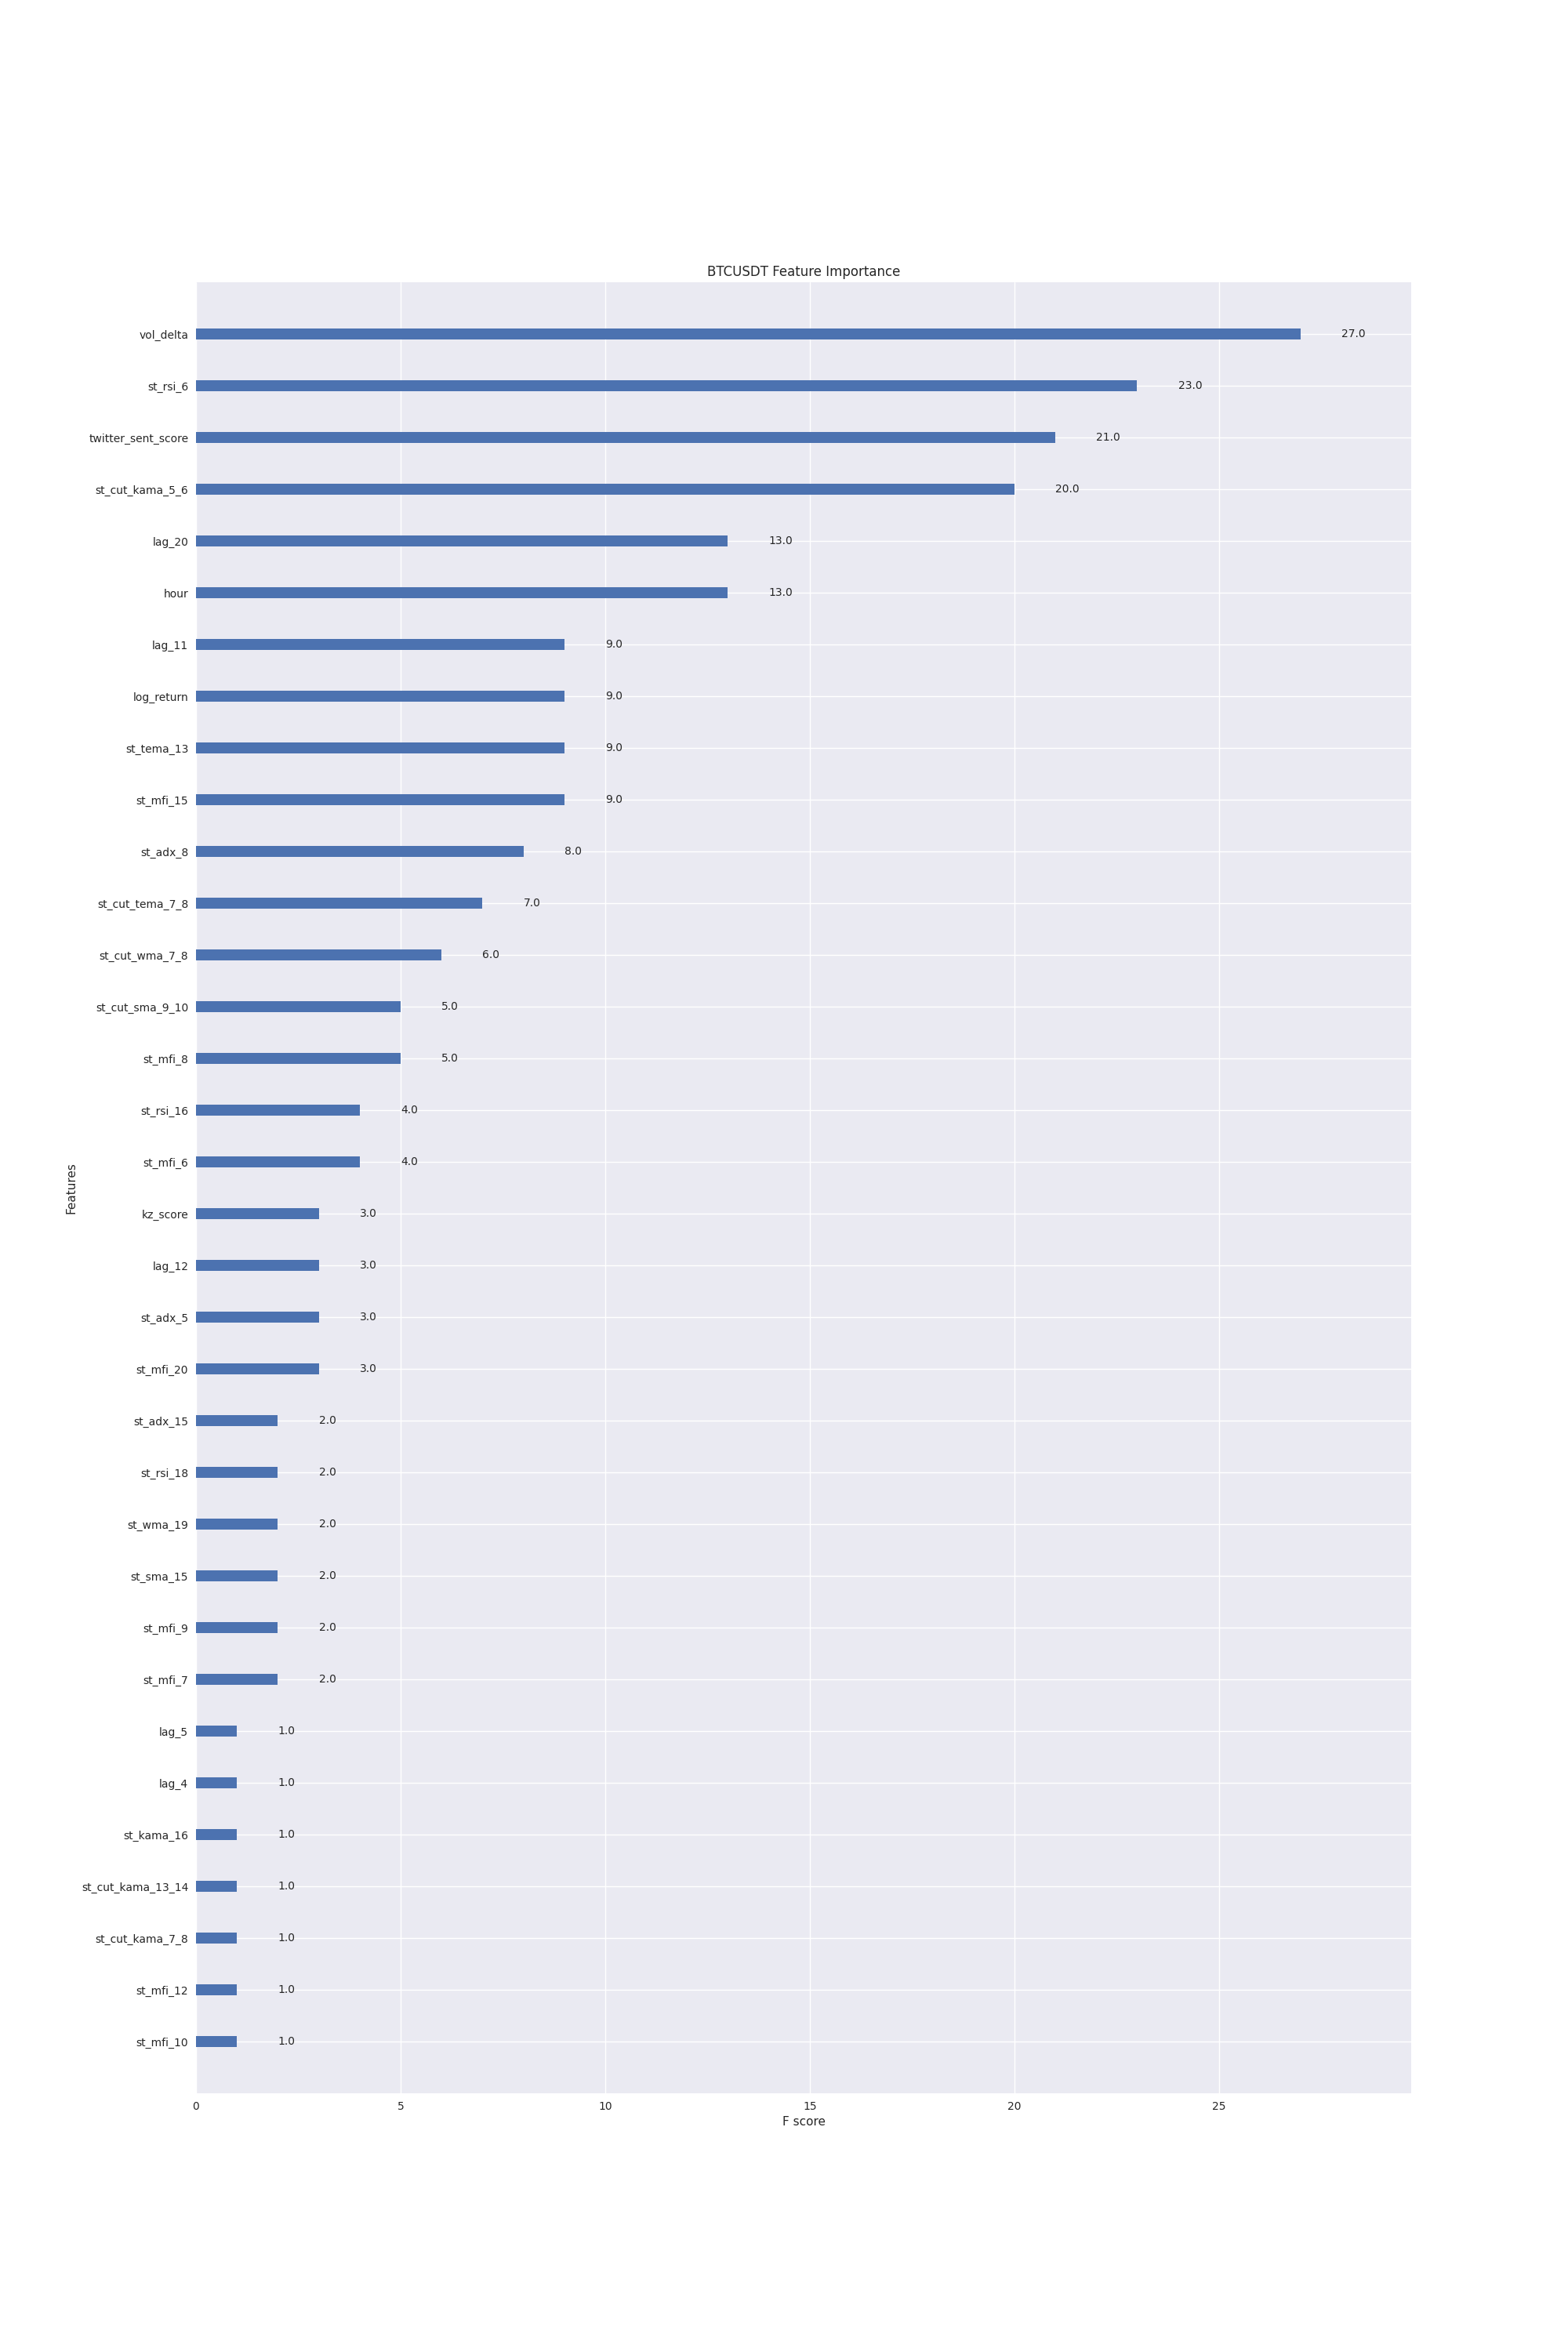 BTCUSDT Feature Importance
vol_delta 27.0
st_rsi_6 23.0
twitter_sent_score 21.0
st_cut_kama_5_6 20.0
lag_20 13.0
hour 13.0
lag_11 9.0
log_return 9.0
st_tema_13 9.0
st_mfi_15 9.0
st_adx_8 8.0
st_cut_tema_7_8 7.0
st_cut_wma_7_8 6.0
st_cut_sma_9_10 5.0
st_mfi_8 5.0
st_rsi_16 4.0
st_mfi_6 4.0
Features
kz_score 3.0
lag_12 3.0
st_adx_5 3.0
st_mfi_20 3.0
st_adx_15 2.0
st_rsi_18 2.0
st_wma_19 2.0
st_sma_15 2.0
st_mfi_9 2.0
st_mfi_7 2.0
lag_5 1.0
lag_4 1.0
st_kama_16 1.0
st_cut_kama_13_14 1.0
st_cut_kama_7_8 1.0
st_mfi_12 1.0
st_mfi_10 1.0
0 5 10 15 20 25
F score